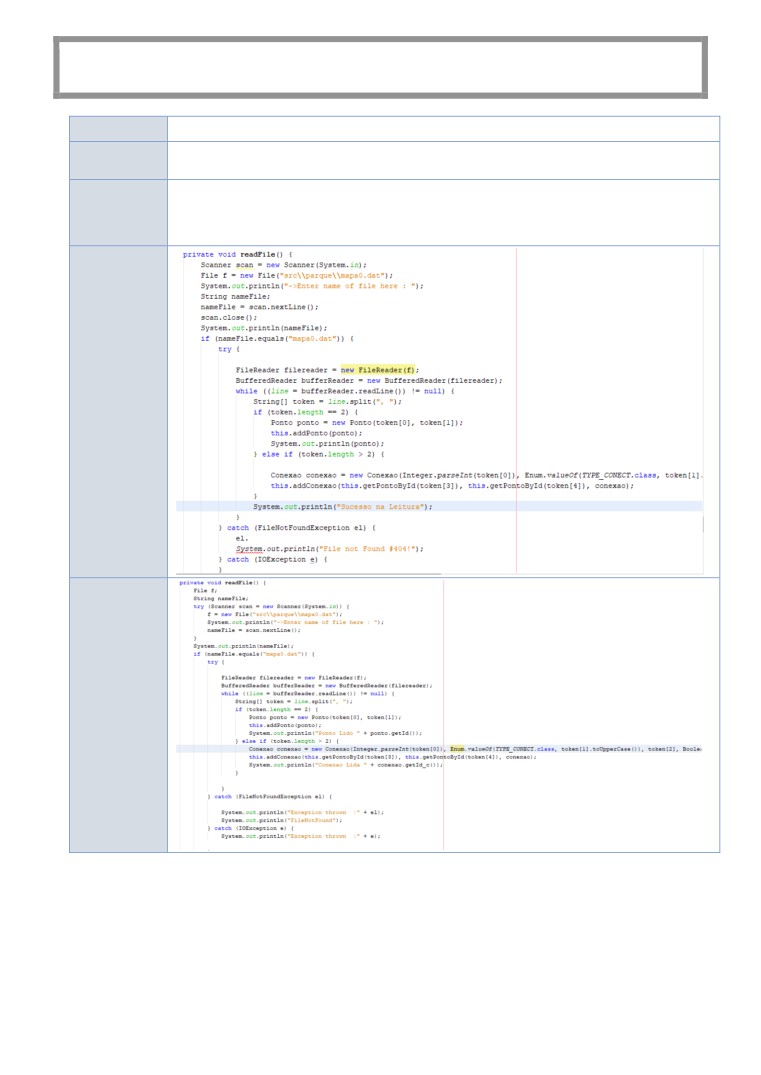 private void readFile() {
Scanner scan = new Scanner(System.in);
File f = new File("src\\parque\\mapa0.dat");
System.out.println("->Enter name of file here : ");
String nameFile;
nameFile = scan.nextLine();
scan.close();
System.out.println(nameFile);
if (nameFile.equals("mapa0.dat")) {
try {
FileReader filereader = new FileReader(f);
BufferedReader bufferReader = new BufferedReader(filereader);
while ((line = bufferReader.readLine()) != null) {
String[] token = line.split(", ");
if (token.length == 2) {
Ponto ponto = new Ponto(token[0], token[1]);
this.addPonto(ponto);
System.out.println(ponto);
} else if (token.length > 2) {
Conexao conexao = new Conexao(Integer.parseInt(token[0]), Enum.valueOf(TYPE_CONECT.class, token[1].
this.addConexao(this.getPontoById(token[3]), this.getPontoById(token[4]), conexao);
}
System.out.println("Sucesso na Leitura");
}
} catch (FileNotFoundException el) {
el.
System.out.println("File not Found #404!");
} catch (IOException e) {
}
private void readFile() {
File f;
String nameFile;
try (Scanner scan = new Scanner(System.in)) {
f = new File("src\\parque\\mapa0.dat");
System.out.println("->Enter name of file here : ");
nameFile = scan.nextLine();
}
System.out.println(nameFile);
if (nameFile.equals("mapa0.dat")) {
try {
FileReader filereader = new FileReader(f);
BufferedReader bufferReader = new BufferedReader(filereader);
while ((line = bufferReader.readLine()) != null) {
String[] token = line.split(", ");
if (token.length == 2) {
Ponto ponto = new Ponto(token[0], token[1]);
this.addPonto(ponto);
System.out.println("Ponto Lido " + ponto.getId());
} else if (token.length > 2) {
Conexao conexao = new Conexao(Integer.parseInt(token[0]), Enum.valueOf(TYPE_CONECT.class, token[1].toUpperCase()), token[2], Boole
this.addConexao(this.getPontoById(token[3]), this.getPontoById(token[4]), conexao);
System.out.println("Conexao Lida " + conexao.getId_c());
}
}
} catch (FileNotFoundException el) {
System.out.println("Exception thrown :" + el);
System.out.println("FileNotFound");
} catch (IOException e) {
System.out.println("Exception thrown :" + e);